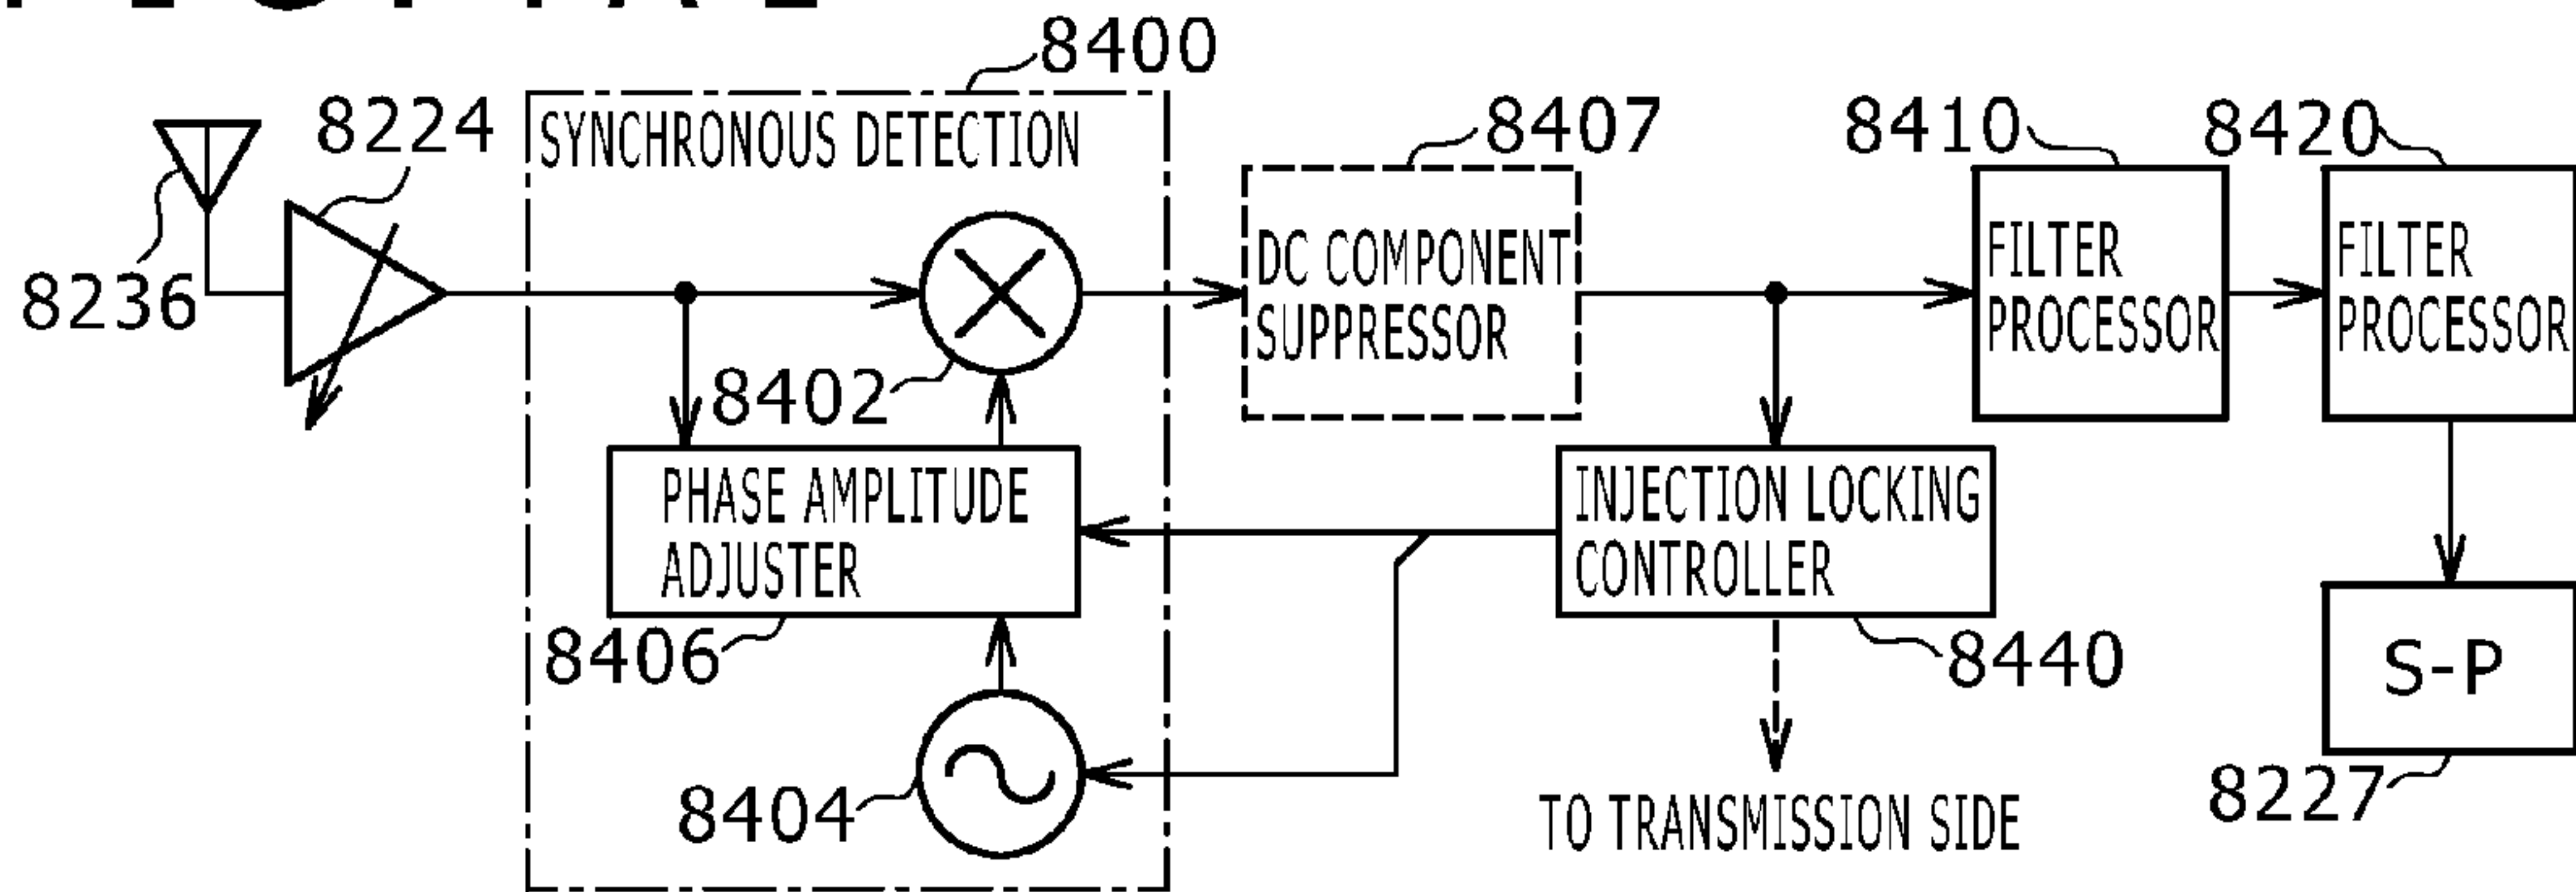 8400
8224
SYNCHRONOUS DETECTION
8407
8410
8420
8236
DC COMPONENT
SUPPRESSOR
FILTER
PROCESSOR
FILTER
PROCESSOR
8402
PHASE AMPLITUDE
ADJUSTER
INJECTION LOCKING
CONTROLLER
8406
8440
S-P
8404
TO TRANSMISSION SIDE
8227